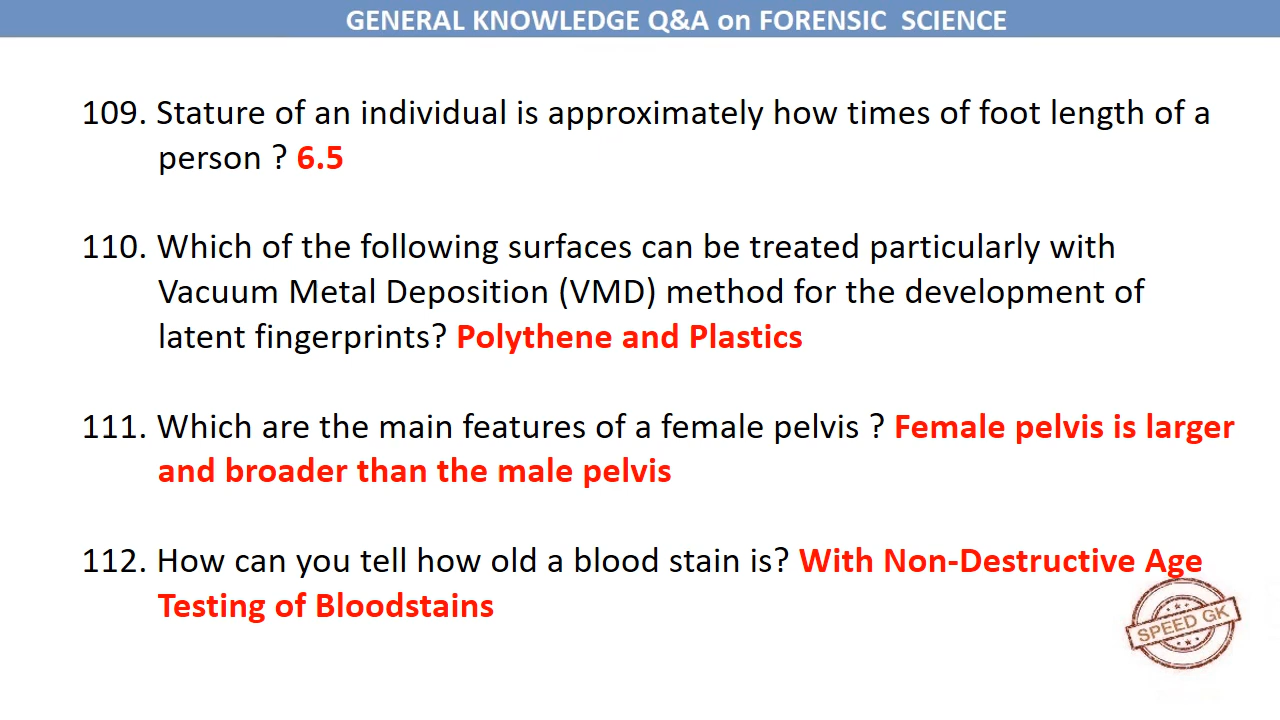 GENERAL KNOWLEDGE Q&A on FORENSIC SCIENCE
109. Stature of an individual is approximately how times of foot length of a
person ? 6.5
110. Which of the following surfaces can be treated particularly with
Vacuum Metal Deposition (VMD) method for the development of
latent fingerprints? Polythene and Plastics
111. Which are the main features of a female pelvis ? Female pelvis is larger
and broader than the male pelvis
112. How can you tell how old a blood stain is? With Non-Destructive Age
Testing of Bloodstains
SPEED GK